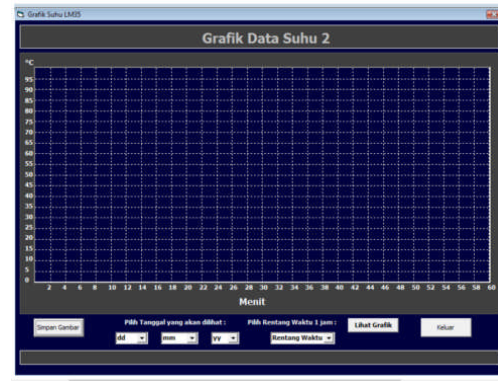 Grafik Suhu LM35
Grafik Data Suhu 2
°C
95
90
85
80
75
70
65
60
55
50
45
40
35
30
25
20
15
10
5
0
2 4 6 8 10 12 14 16 18 20 22 24 26 28 30 32 34 36 38 40 42 44 46 48 50 52 54 56 58 60
Menit
Simpan Gambar
Pilih Tanggal yang akan dilihat :
dd mm yy
Pilih Rentang Waktu 1 jam :
Rentang Waktu
Lihat Grafik
Keluar